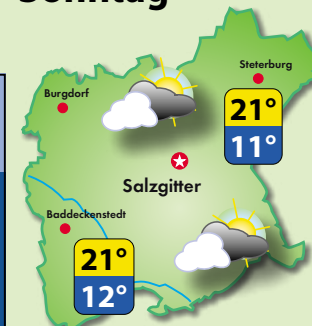 Sonntag
Steterburg
Burgdorf
21°
11°
Salzgitter
Baddeckenstedt
21°
12°